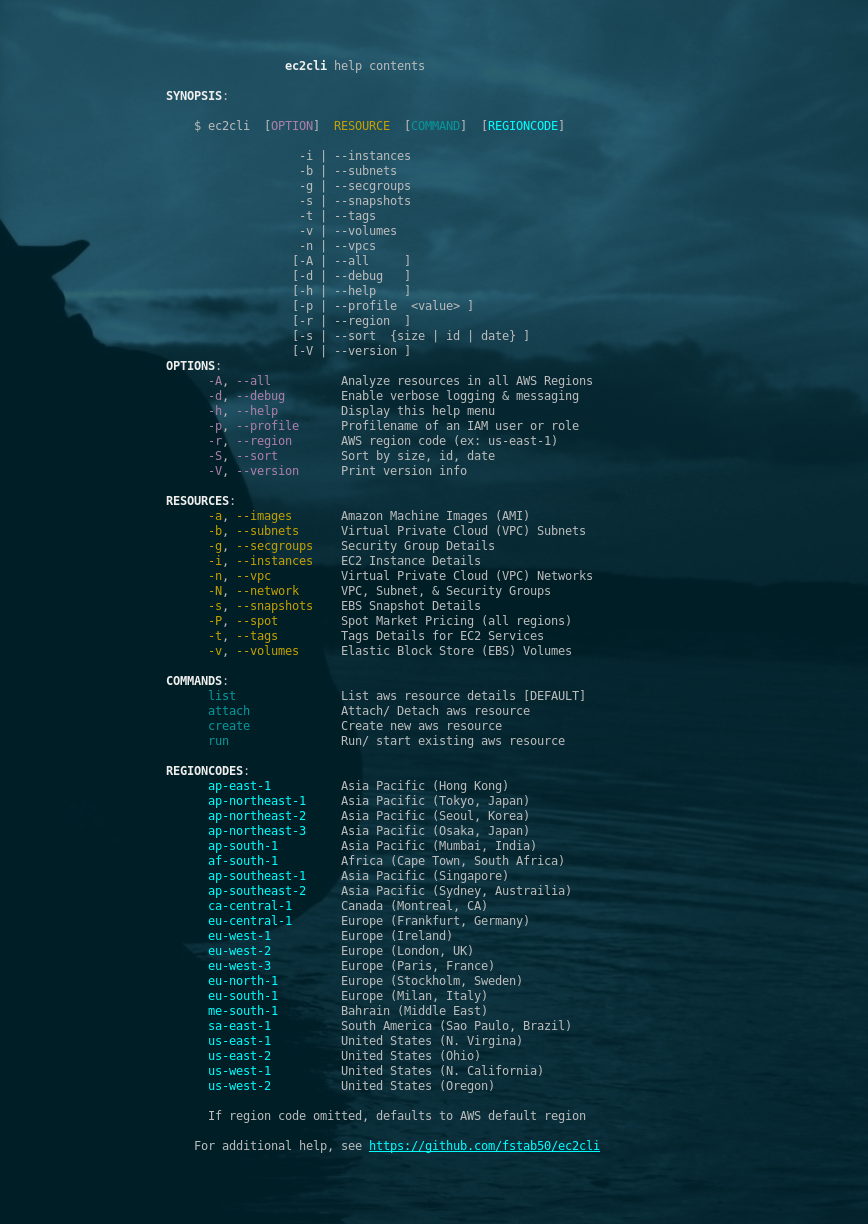 ec2cli help contents
SYNOPSIS:
$ ec2cli [OPTION] RESOURCE [COMMAND] [REGIONCODE]
-i | --instances
-b | --subnets
-g | --secgroups
-s | --snapshots
-t | --tags
-v | --volumes
-n | --vpcs
[-A | --all ]
[-d | --debug ]
[-h | --help ]
[-p | --profile <value> ]
[-r | --region ]
[-s | --sort {size | id | date} ]
[-V | --version ]
OPTIONS:
-A, --all Analyze resources in all AWS Regions
-d, --debug Enable verbose logging & messaging
-h, --help Display this help menu
-p, --profile Profilename of an IAM user or role
-r, --region AWS region code (ex: us-east-1)
-S, --sort Sort by size, id, date
-V, --version Print version info
RESOURCES:
-a, --images Amazon Machine Images (AMI)
-b, --subnets Virtual Private Cloud (VPC) Subnets
-g, --secgroups Security Group Details
-i, --instances EC2 Instance Details
-n, --vpc Virtual Private Cloud (VPC) Networks
-N, --network VPC, Subnet, & Security Groups
-s, --snapshots EBS Snapshot Details
-P, --spot Spot Market Pricing (all regions)
-t, --tags Tags Details for EC2 Services
-v, --volumes Elastic Block Store (EBS) Volumes
COMMANDS:
list List aws resource details [DEFAULT]
attach Attach/ Detach aws resource
create Create new aws resource
run Run/ start existing aws resource
REGIONCODES:
ap-east-1 Asia Pacific (Hong Kong)
ap-northeast-1 Asia Pacific (Tokyo, Japan)
ap-northeast-2 Asia Pacific (Seoul, Korea)
ap-northeast-3 Asia Pacific (Osaka, Japan)
ap-south-1 Asia Pacific (Mumbai, India)
af-south-1 Africa (Cape Town, South Africa)
ap-southeast-1 Asia Pacific (Singapore)
ap-southeast-2 Asia Pacific (Sydney, Austrailia)
ca-central-1 Canada (Montreal, CA)
eu-central-1 Europe (Frankfurt, Germany)
eu-west-1 Europe (Ireland)
eu-west-2 Europe (London, UK)
eu-west-3 Europe (Paris, France)
eu-north-1 Europe (Stockholm, Sweden)
eu-south-1 Europe (Milan, Italy)
me-south-1 Bahrain (Middle East)
sa-east-1 South America (Sao Paulo, Brazil)
us-east-1 United States (N. Virgina)
us-east-2 United States (Ohio)
us-west-1 United States (N. California)
us-west-2 United States (Oregon)
If region code omitted, defaults to AWS default region
For additional help, see https://github.com/fstab50/ec2cli